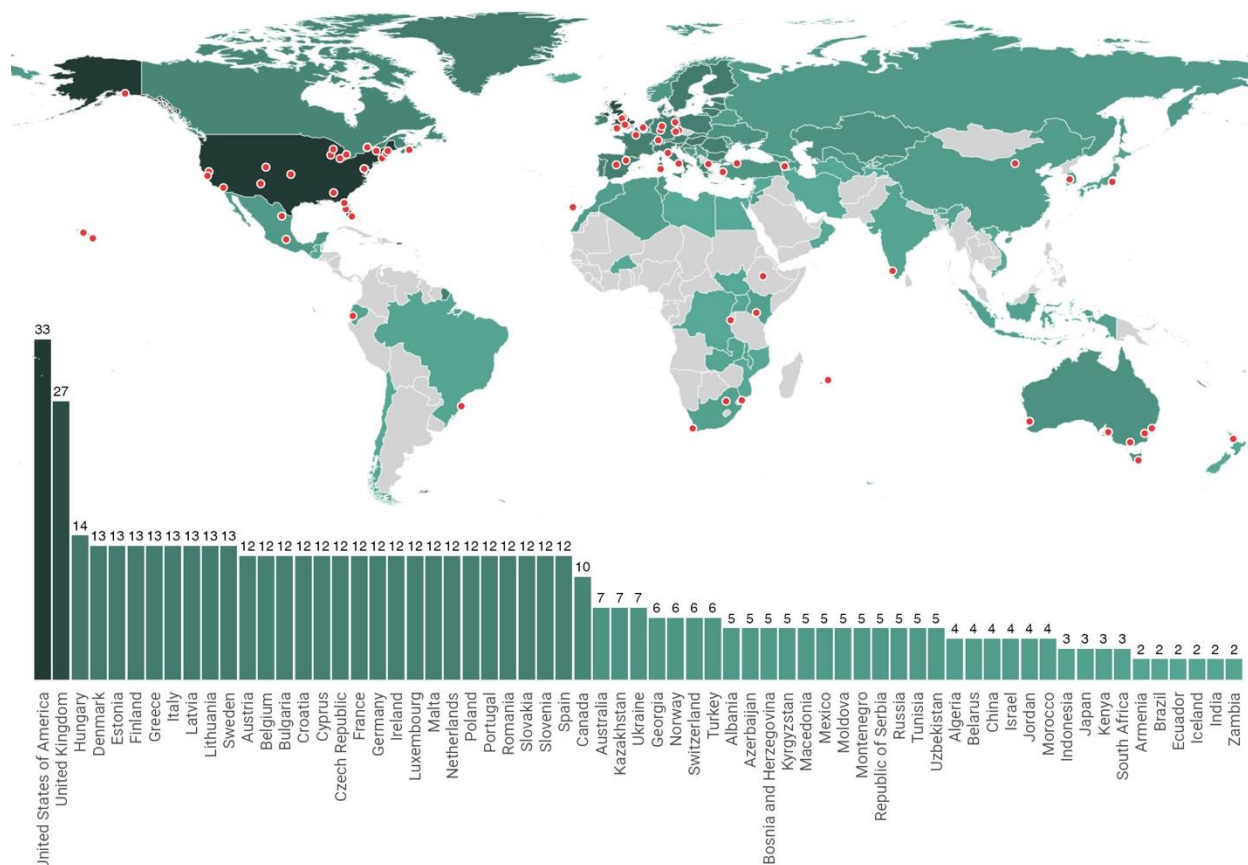 33
27
14
13 13 13 13 13 13 13 13
12 12 12 12 12 12 12 12 12 12 12 12 12 12 12 12 12 12
10
7 7 7
6 6 6 6
5 5 5 5 5 5 5 5 5 5 5 5
4 4 4 4 4 4
3 3 3 3
2 2 2 2 2 2
United States of America
United Kingdom
Hungary
Denmark
Estonia
Finland
Greece
Italy
Latvia
Lithuania
Sweden
Austria
Belgium
Bulgaria
Croatia
Cyprus
Czech Republic
France
Germany
Ireland
Luxembourg
Malta
Netherlands
Poland
Portugal
Romania
Slovakia
Slovenia
Spain
Canada
Australia
Kazakhstan
Ukraine
Georgia
Norway
Switzerland
Turkey
Albania
Azerbaijan
Bosnia and Herzegovina
Kyrgyzstan
Macedonia
Mexico
Moldova
Montenegro
Republic of Serbia
Russia
Tunisia
Uzbekistan
Algeria
Belarus
China
Israel
Jordan
Morocco
Indonesia
Japan
Kenya
South Africa
Armenia
Brazil
Ecuador
Iceland
India
Zambia